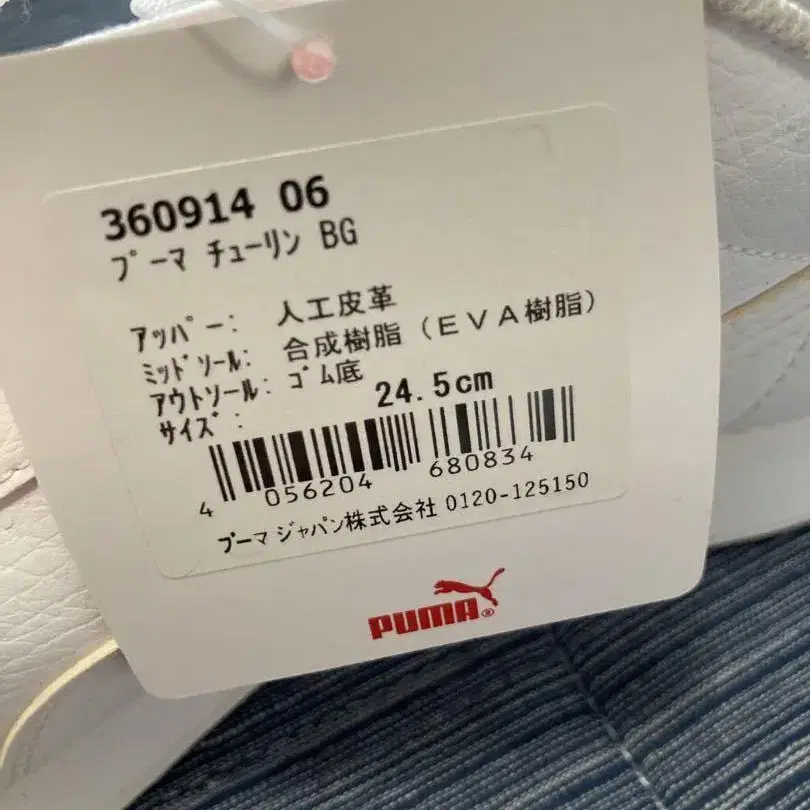 360914 06
プーマ チューリン BG
アッパー: 人工皮革
ミッドソール: 合成樹脂(EVA樹脂)
アウトソール: ゴム底
サイズ: 24.5cm
4 056204 680834
プーマ ジャパン株式会社 0120-125150
PUMA®